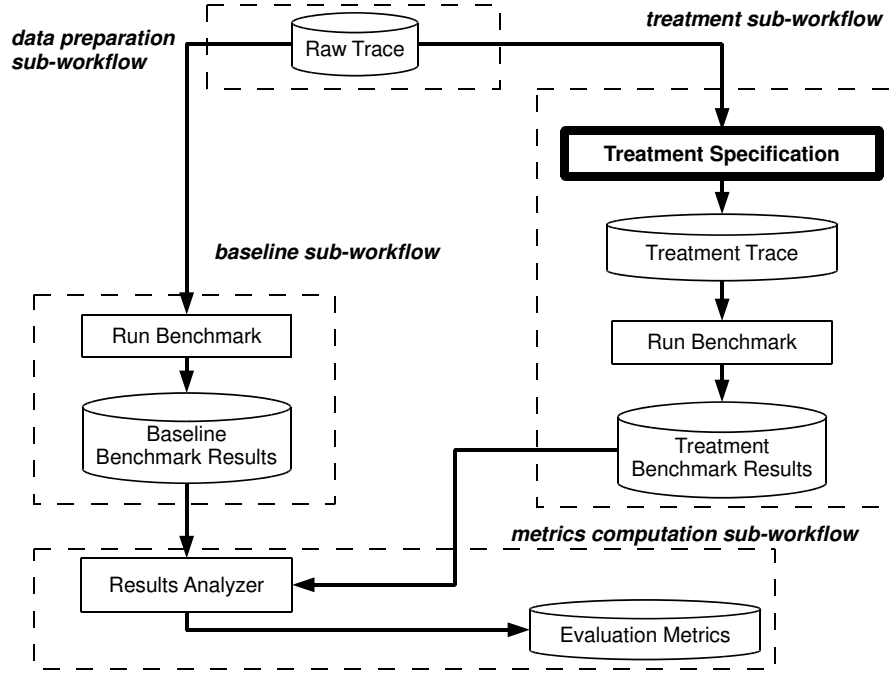 data preparation
sub-workflow
Raw Trace
treatment sub-workflow
Treatment Specification
Treatment Trace
baseline sub-workflow
Run Benchmark
Run Benchmark
Baseline
Benchmark Results
Treatment
Benchmark Results
metrics computation sub-workflow
Results Analyzer
Evaluation Metrics